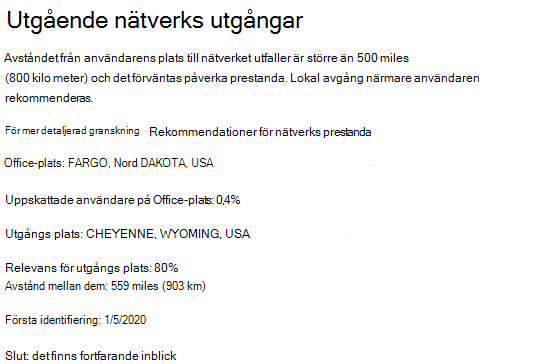 Utgående nätverks utgångar
Avståndet från användarens plats till nätverket utfaller är större än 500 miles
(800 kilo meter) och det förväntas påverka prestanda. Lokal avgång närmare användaren
rekommenderas.
För mer detaljerad granskning Rekommendationer för nätverks prestanda
Office-plats: FARGO, Nord DAKOTA, USA
Uppskattade användare på Office-plats: 0,4%
Utgångs plats: CHEYENNE, WYOMING, USA
Relevans för utgångs plats: 80%
Avstånd mellan dem: 559 miles (903 km)
Första identifiering: 1/5/2020
Slut: det finns fortfarande inblick